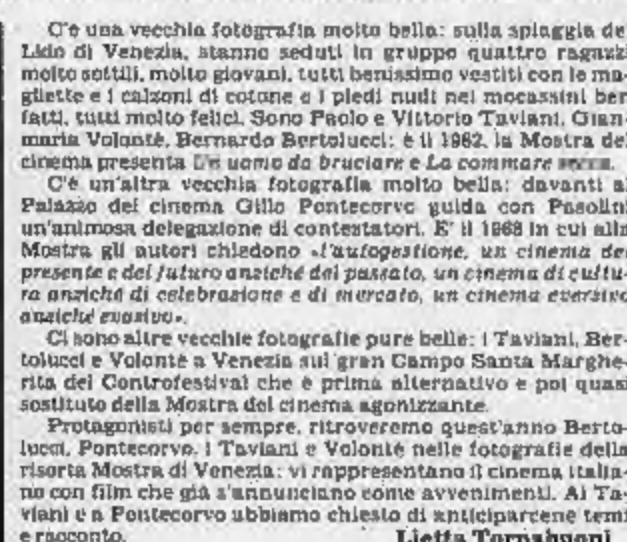 C'è una vecchia fotografia molto bella: sulla spiaggia del
Lido di Venezia, stanno seduti in gruppo quattro ragazzi
molto sottili, molto giovani, tutti benissimo vestiti con le ma-
gliette e i calzoni di cotone e i piedi nudi nei mocassini ben
fatti, tutti molto felici. Sono Paolo e Vittorio Taviani, Gian-
maria Volonté, Bernardo Bertolucci: è il 1962, la Mostra del
cinema presenta Un uomo da bruciare e La commare secca.
C'è un'altra vecchia fotografia molto bella: davanti al
Palazzo del cinema Gillo Pontecorvo guida con Pasolini
un'animosa delegazione di contestatori. E' il 1968 in cui alla
Mostra gli autori chiedono «l'autogestione, un cinema del
presente e del futuro anziché del passato, un cinema di cultu-
ra anziché di celebrazione e di mercato, un cinema eversivo
anziché evasivo».
Ci sono altre vecchie fotografie pure belle: i Taviani, Ber-
tolucci e Volonté a Venezia sul gran Campo Santa Marghe-
rita del Controfestival che è prima alternativo e poi quasi
sostituto della Mostra del cinema agonizzante.
Protagonisti per sempre, ritroveremo quest'anno Berto-
lucci, Pontecorvo, i Taviani e Volonté nelle fotografie della
risorta Mostra di Venezia: vi rappresentano il cinema italia-
no con film che già s'annunciano come avvenimenti. Ai Ta-
viani e a Pontecorvo abbiamo chiesto di anticiparcene temi
e racconto.
Lietta Tornabuoni